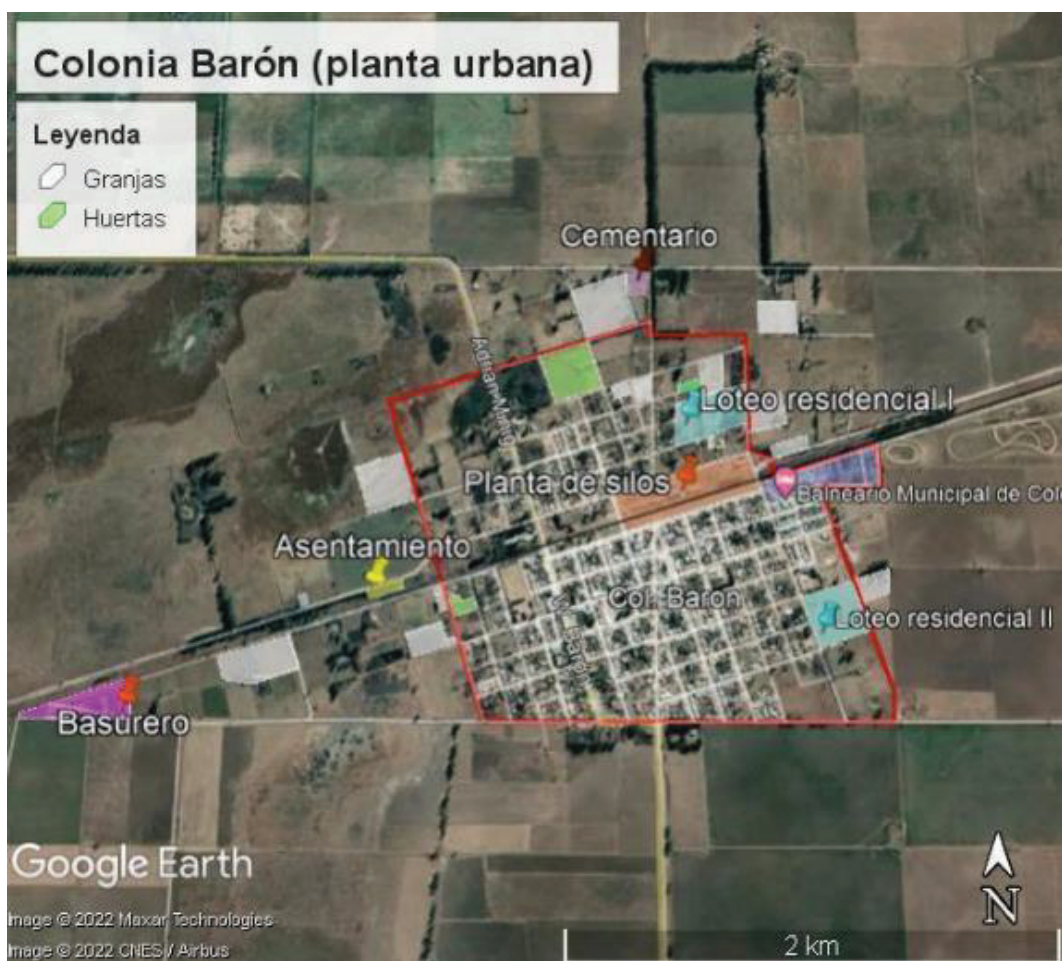 Colonia Barón (planta urbana)
Leyenda
Granjas
Huertas
Cementario
Loteo residencial I
Planta de silos
Balneario Municipal de Col
Asentamiento
Col. Baron
Loteo residencial II
Basurero
Google Earth
Image © 2022 Maxar Technologies
Image © 2022 CNES / Airbus
N
2 km